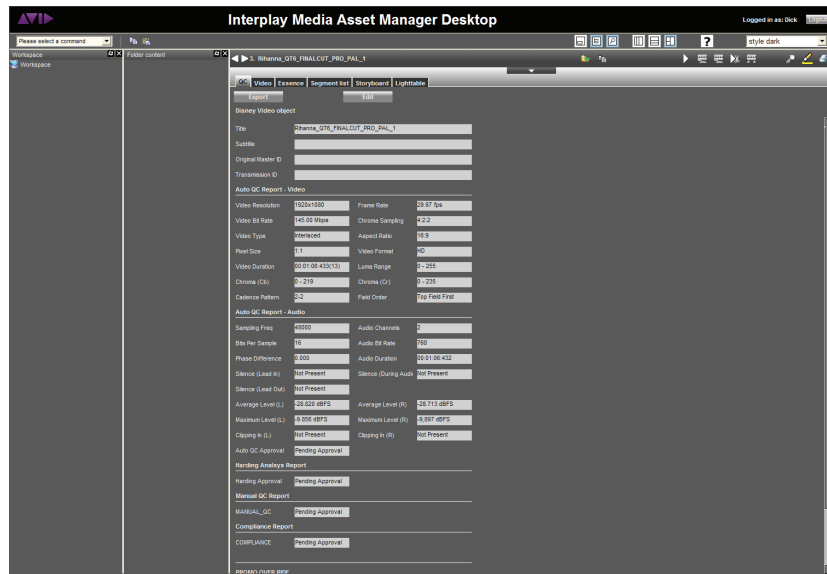 AVID Interplay Media Asset Manager Desktop Logged in as: Dick
Please select a command ? style dark
Workspace Folder content 3. Rihanna_QT6_FINALCUT_PRO_PAL_1
Workspace
QC Video Essence Segment list Storyboard Lighttable
Export Edit
Disney Video object
Title Rihanna_QT6_FINALCUT_PRO_PAL_1
Subtitle
Original Master ID
Transmission ID
Auto QC Report - Video
Video Resolution 1920x1080 Frame Rate 29.97 fps
Video Bit Rate 145.00 Mbps Chroma Sampling 4:2:2
Video Type Interlaced Aspect Ratio 16:9
Pixel Size 1:1 Video Format HD
Video Duration 00:01:06:433(13) Luma Range 0 - 255
Chroma (Cb) 0 - 219 Chroma (Cr) 0 - 235
Cadence Pattern 2-2 Field Order Top Field First
Auto QC Report - Audio
Sampling Freq 48000 Audio Channels 2
Bits Per Sample 16 Audio Bit Rate 768
Phase Difference 0.000 Audio Duration 00:01:06:432
Silence (Lead In) Not Present Silence (During Audi Not Present
Silence (Lead Out) Not Present
Average Level (L) -28.820 dBFS Average Level (R) -28.713 dBFS
Maximum Level (L) -9.856 dBFS Maximum Level (R) -9,897 dBFS
Clipping In (L) Not Present Clipping In (R) Not Present
Auto QC Approval Pending Approval
Harding Analsys Report
Harding Approval Pending Approval
Manual QC Report
MANUAL_QC Pending Approval
Compliance Report
COMPLIANCE Pending Approval
PROMO OVER RIDE